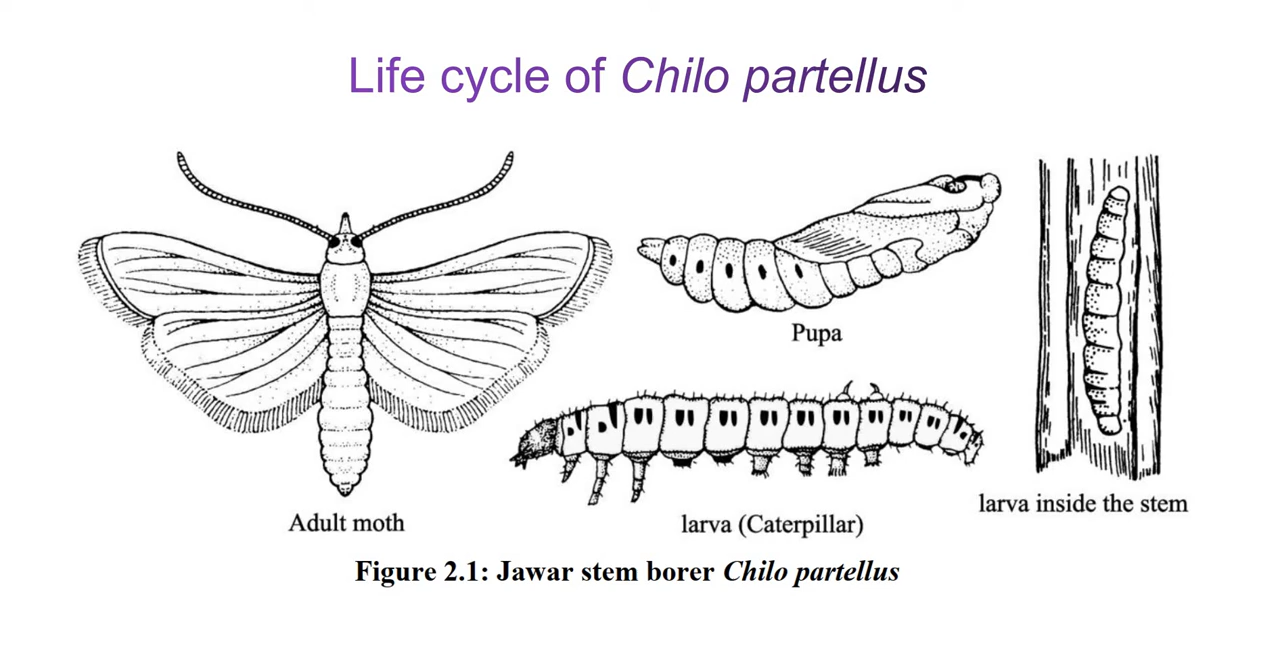 Life cycle of Chilo partellus
Pupa
larva inside the stem
Adult moth
larva (Caterpillar)
Figure 2.1: Jawar stem borer Chilo partellus